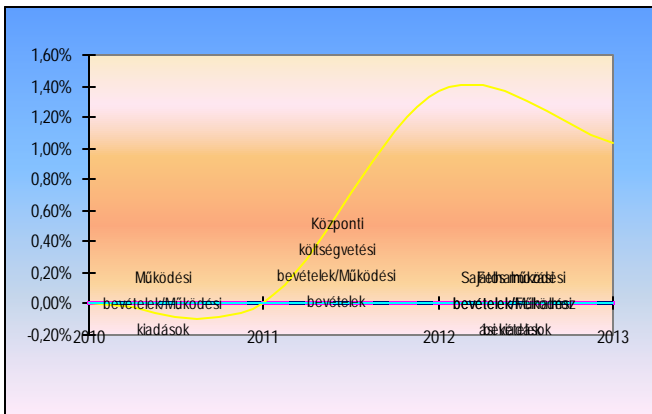 1,60%
1,40%
1,20%
1,00%
0,80%
0,60%
0,40%
0,20%
0,00%
-0,20%
Működési
bevételek/Működési
kiadások
Központi
költségvetési
bevételek/Működési
bevételek
2010
2011
2012
2013